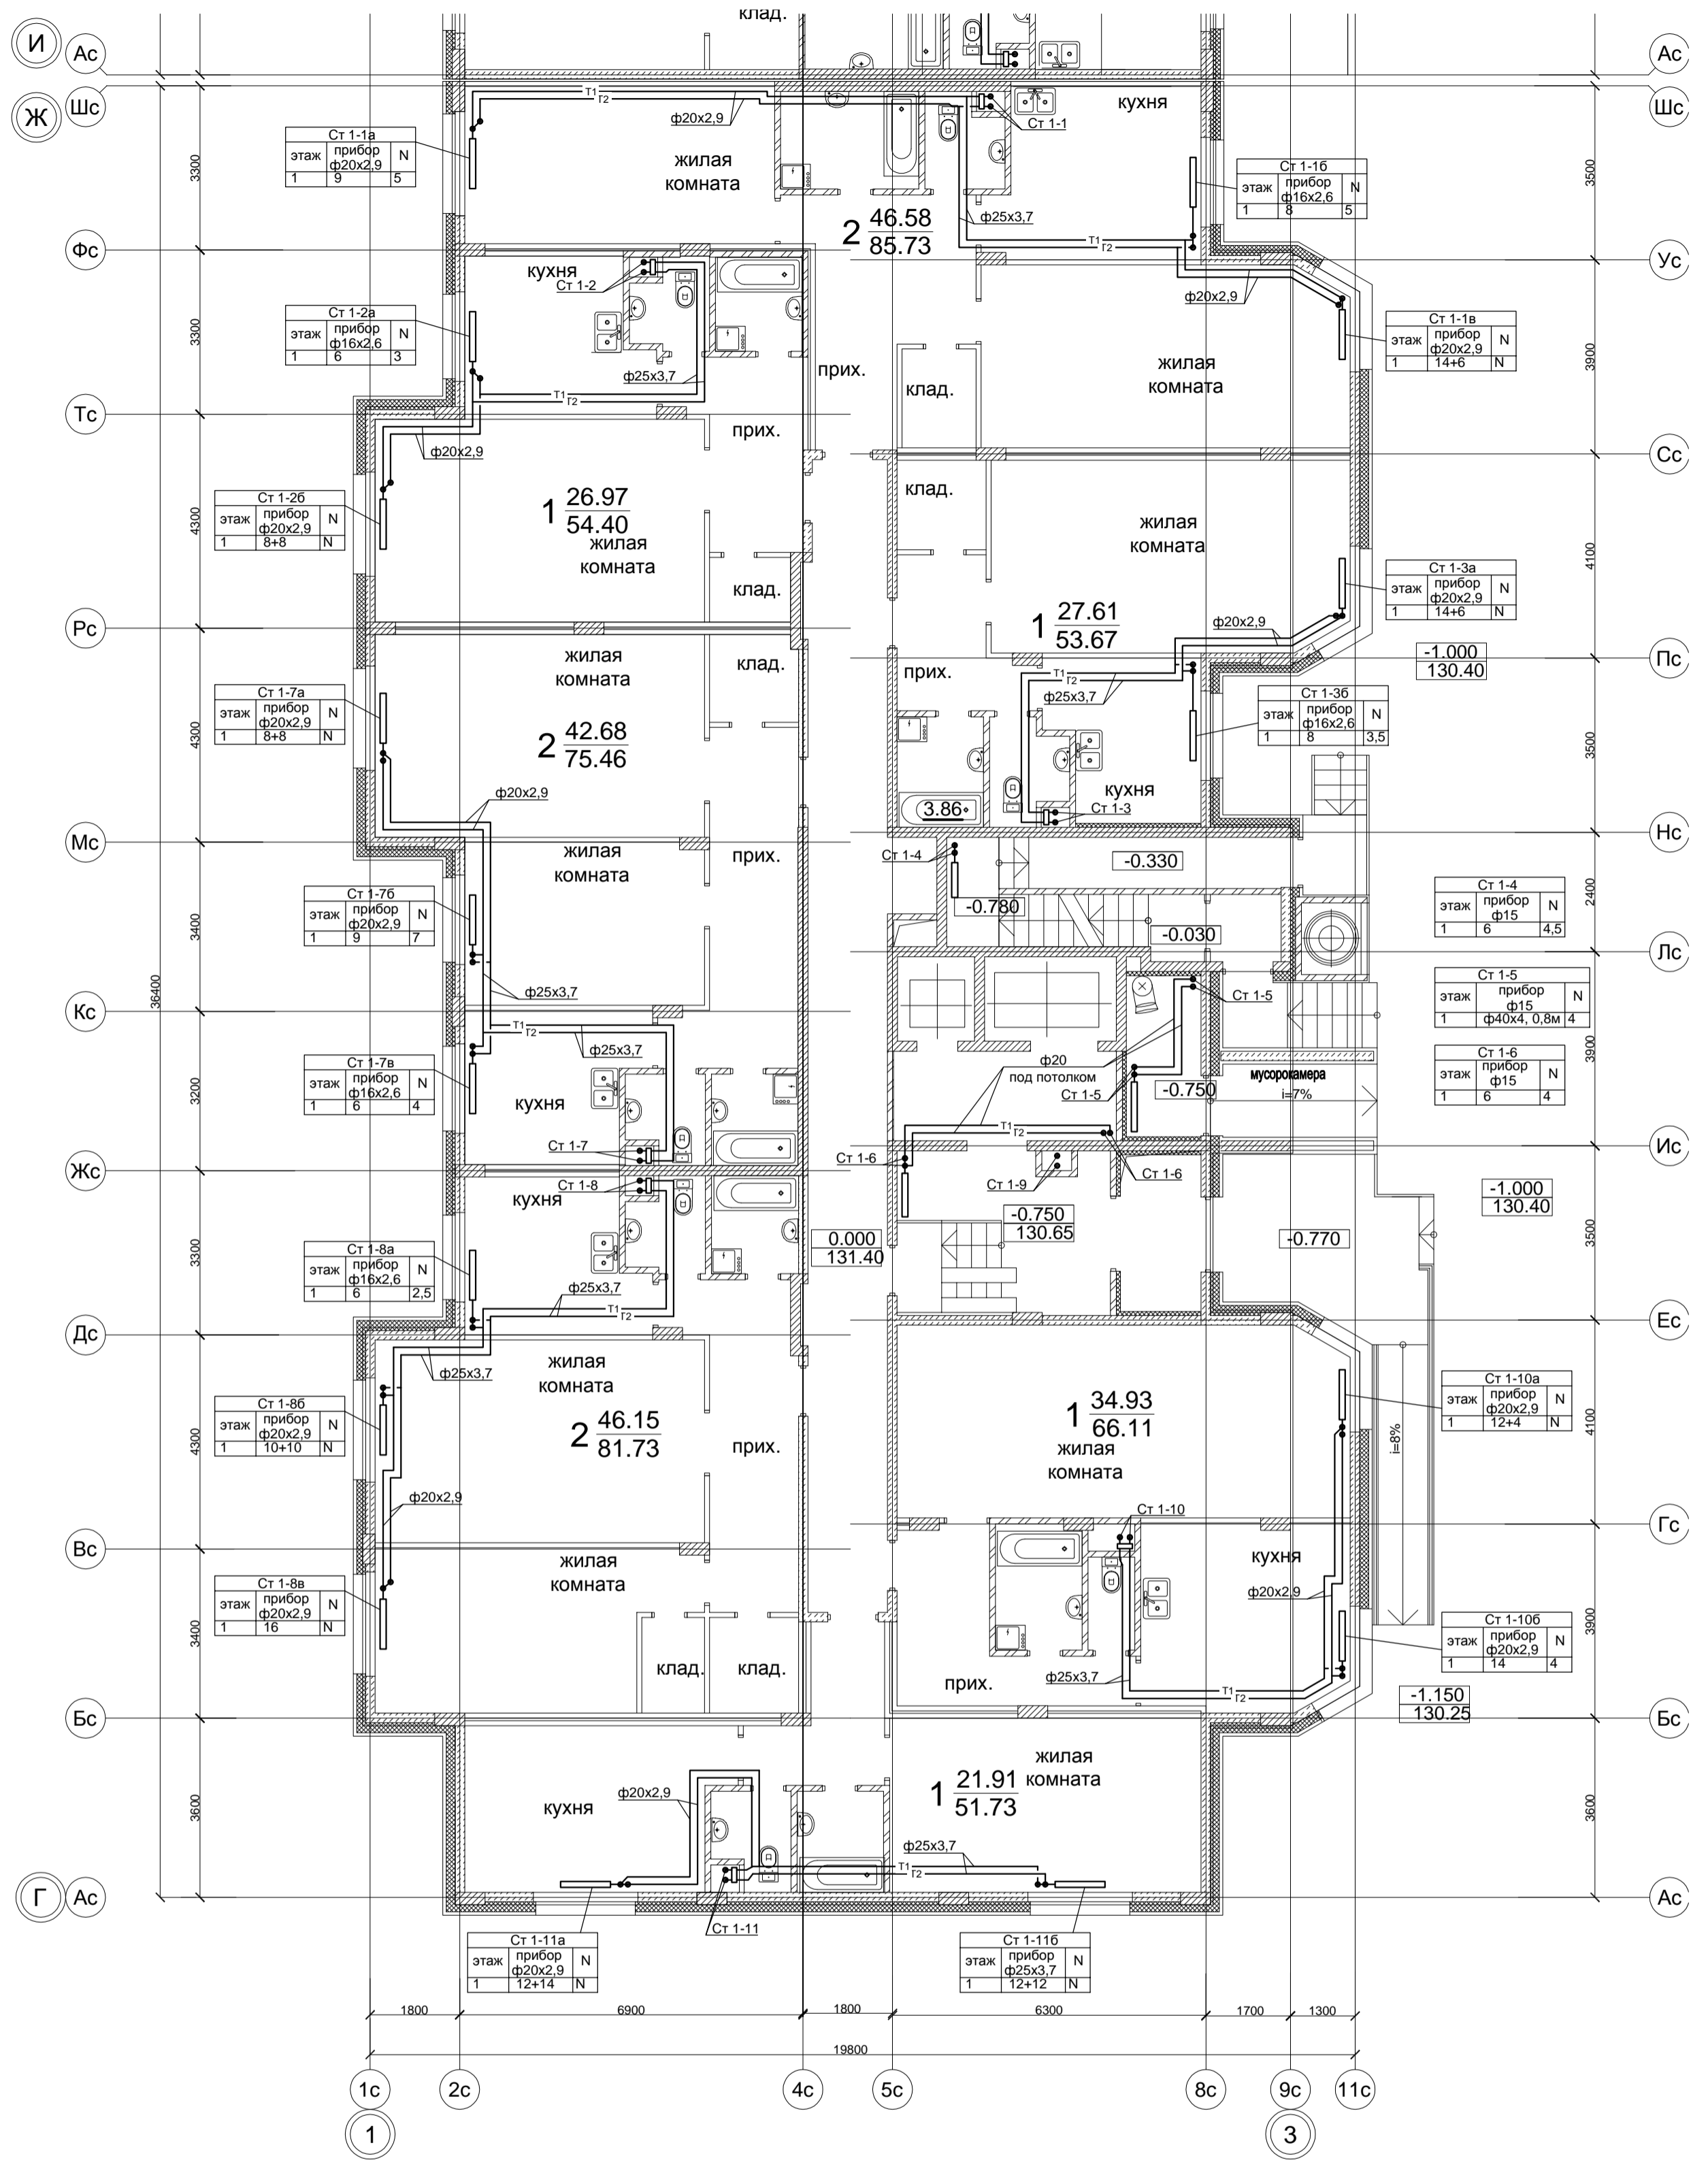 клад.
И
Ас
Ас
Ж
Шс
Шс
Т1
Г2
кухня
ф20х2,9
Ст 1-1
Ст 1-1а
этаж прибор ф20х2,9 N
1 9 5
жилая
комната
3300
3500
Ст 1-1б
этаж прибор ф16х2,6 N
1 8 5
2 46.58
85.73
ф25х3,7
Т1
Г2
Фс
Ус
кухня
Ст 1-2
ф20х2,9
Ст 1-2а
этаж прибор ф16х2,6 N
1 6 3
3300
Ст 1-1в
этаж прибор ф20х2,9 N
1 14+6 N
3900
жилая
комната
прих.
клад.
ф25х3,7
Т1
Г2
Тс
прих.
ф20х2,9
Сс
клад.
Ст 1-2б
этаж прибор ф20х2,9 N
1 8+8 N
4300
1 26.97
54.40
жилая
комната
жилая
комната
4100
Ст 1-3а
этаж прибор ф20х2,9 N
1 14+6 N
клад.
1 27.61
53.67
ф20х2,9
Рс
Пс
-1.000
130.40
жилая
комната
клад.
прих.
Т1
Г2
ф25х3,7
Ст 1-7а
этаж прибор ф20х2,9 N
1 8+8 N
4300
2 42.68
75.46
Ст 1-3б
этаж прибор ф16х2,6 N
1 8 3,5
3500
кухня
3.86
Ст 1-3
ф20х2,9
Мс
Нс
жилая
комната
прих.
Ст 1-4
-0.330
-0.780
-0.030
Ст 1-7б
этаж прибор ф20х2,9 N
1 9 7
3400
2400
Ст 1-4
этаж прибор ф15 N
1 6 4,5
Лс
36400
ф25х3,7
Ст 1-5
Ст 1-5
этаж прибор ф15 N
1 ф40х4, 0,8м 4
Кс
Т1
Г2
ф25х3,7
ф20
под потолком
Ст 1-5
-0.750
мусорокамера
i=7%
3900
Ст 1-6
этаж прибор ф15 N
1 6 4
Ст 1-7в
этаж прибор ф16х2,6 N
1 6 4
3200
кухня
Ст 1-7
Т1
Г2
Ст 1-6
Ст 1-9
Ст 1-6
Ис
Жс
кухня
Ст 1-8
-1.000
130.40
0.000
131.40
-0.750
130.65
-0.770
3500
Ст 1-8а
этаж прибор ф16х2,6 N
1 6 2,5
3300
ф25х3,7
Т1
Г2
Дс
Ес
жилая
комната
ф25х3,7
Ст 1-8б
этаж прибор ф20х2,9 N
1 10+10 N
4300
2 46.15
81.73
прих.
1 34.93
66.11
жилая
комната
i=8%
Ст 1-10а
этаж прибор ф20х2,9 N
1 12+4 N
4100
ф20х2,9
Ст 1-10
Вс
Гс
жилая
комната
кухня
ф20х2,9
Ст 1-8в
этаж прибор ф20х2,9 N
1 16 N
3400
Ст 1-10б
этаж прибор ф20х2,9 N
1 14 4
3900
клад.
клад.
прих.
ф25х3,7
Т1
Г2
-1.150
130.25
Бс
Бс
жилая
комната
1 21.91
51.73
кухня
ф20х2,9
ф25х3,7
Т1
Г2
3600
3600
Г
Ас
Ас
Ст 1-11
Ст 1-11а
этаж прибор ф20х2,9 N
1 12+14 N
Ст 1-11б
этаж прибор ф25х3,7 N
1 12+12 N
1800 6900 1800 6300 1700 1300
19800
1с 2с 4с 5с 8с 9с 11с
1 3